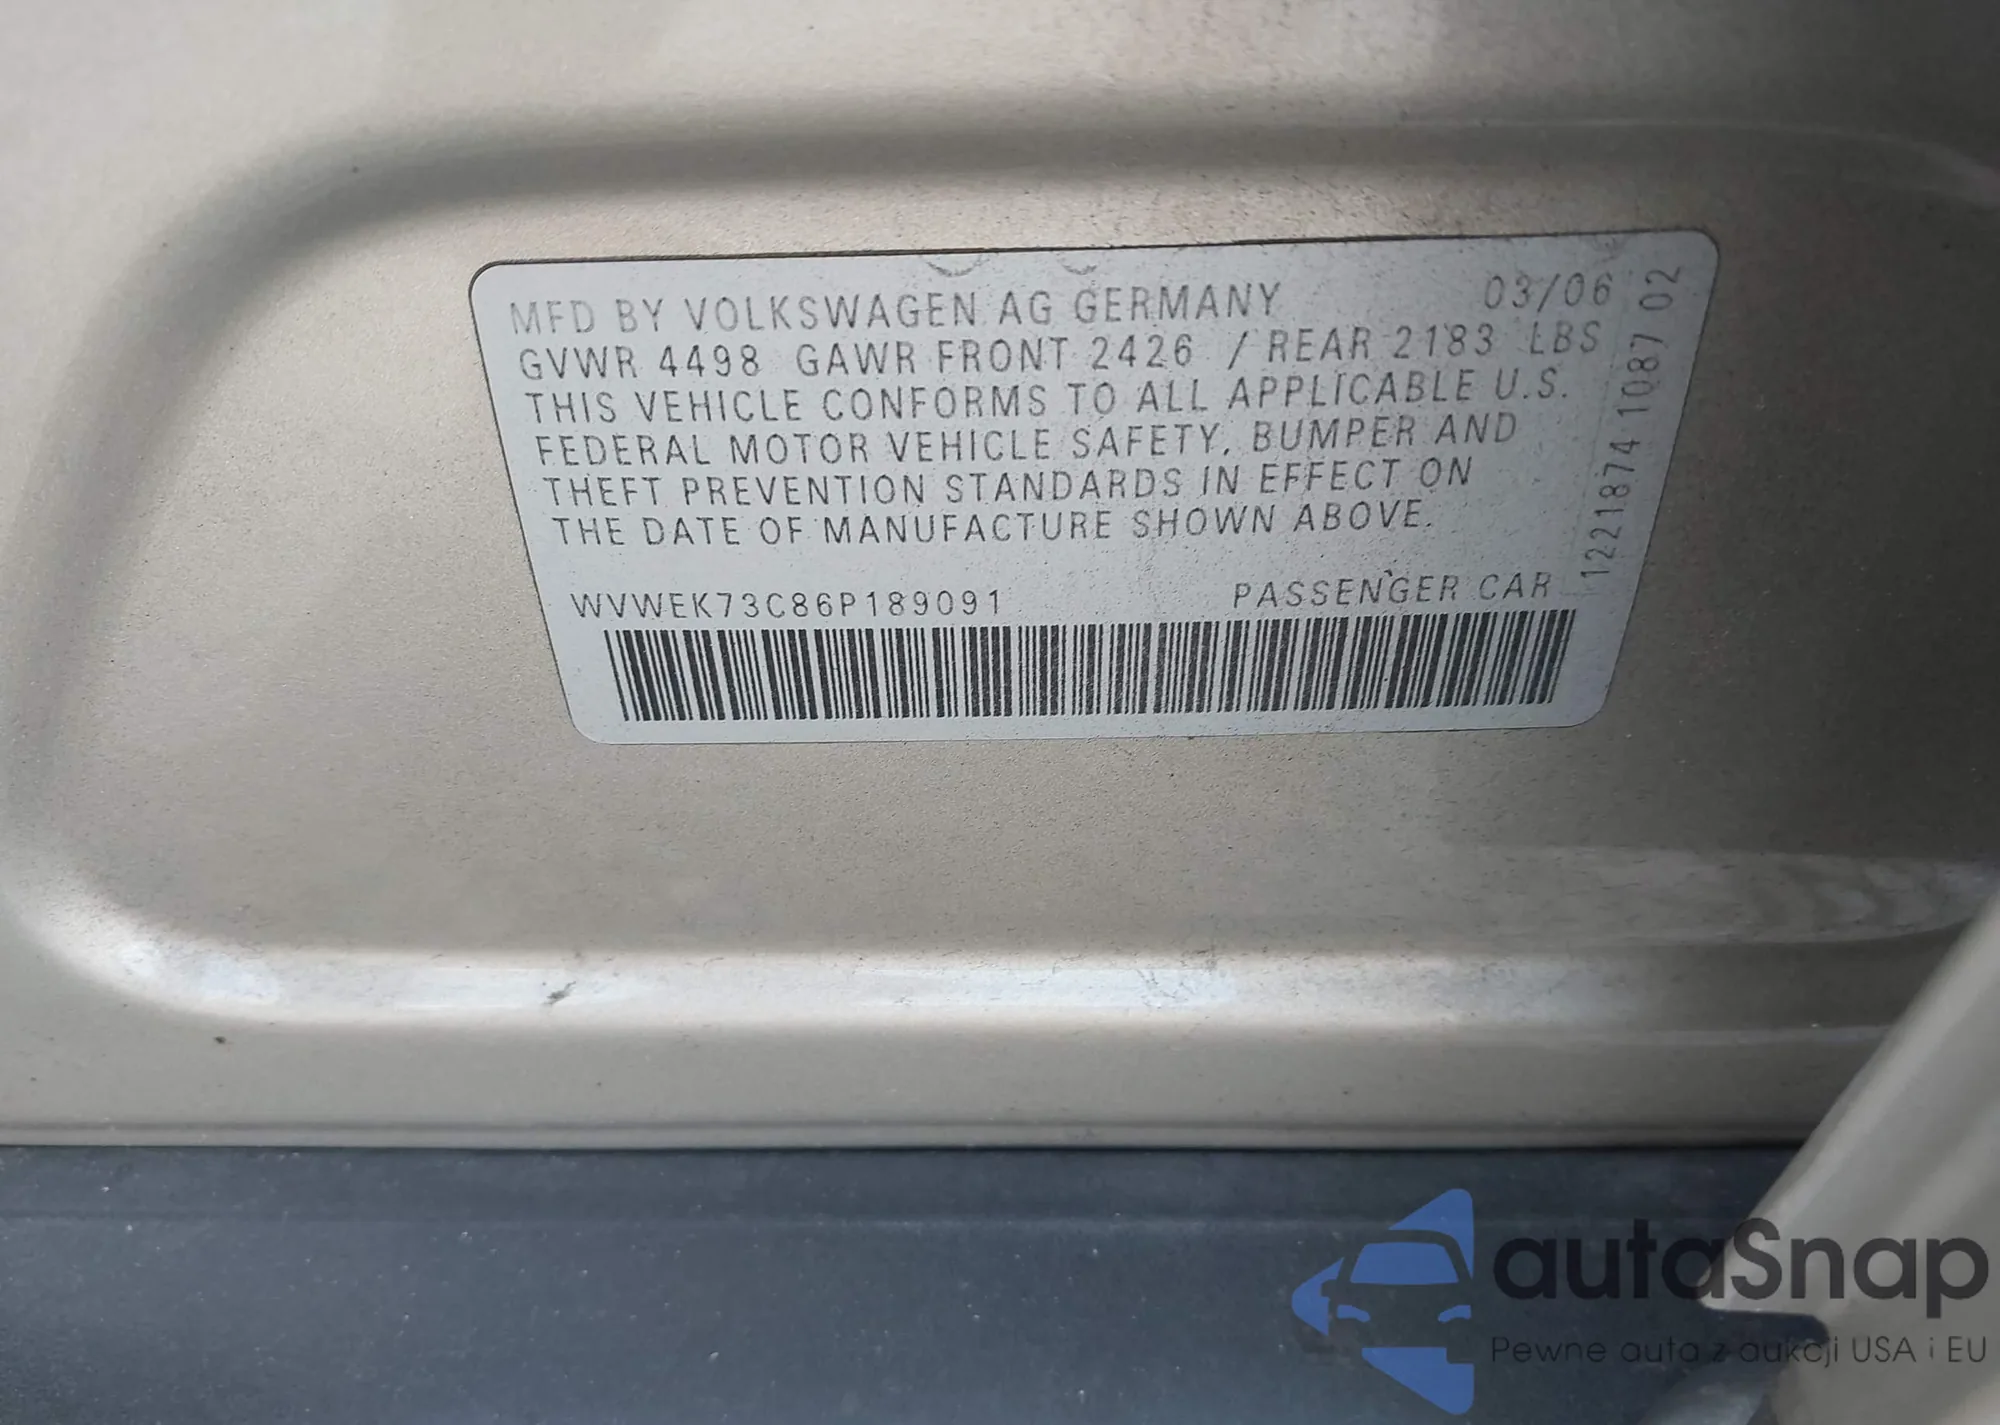 MFD BY VOLKSWAGEN AG GERMANY 03/06
GVWR 4498 GAWR FRONT 2426 / REAR 2183 LBS
THIS VEHICLE CONFORMS TO ALL APPLICABLE U.S.
FEDERAL MOTOR VEHICLE SAFETY, BUMPER AND
THEFT PREVENTION STANDARDS IN EFFECT ON
THE DATE OF MANUFACTURE SHOWN ABOVE.
WVWEK73C86P189091 PASSENGER CAR
1221874 1087 02
autaSnap
Pewne auta z aukcji USA i EU